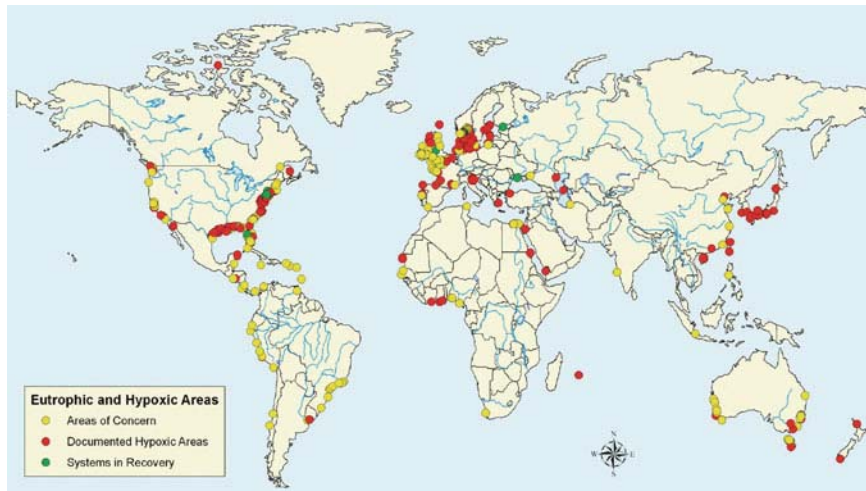 N
W E
S
Eutrophic and Hypoxic Areas
Areas of Concern
Documented Hypoxic Areas
Systems in Recovery